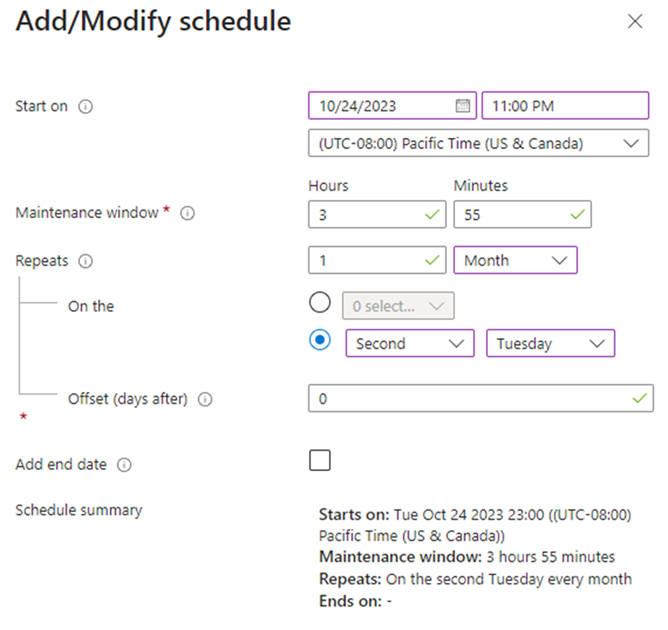 Add/Modify schedule
Start on
10/24/2023
11:00 PM
(UTC-08:00) Pacific Time (US & Canada)
Hours
Minutes
Maintenance window *
3
55
Repeats
1
Month
On the
0 select...
Second
Tuesday
Offset (days after)
*
0
Add end date
Schedule summary
Starts on: Tue Oct 24 2023 23:00 ((UTC-08:00)
Pacific Time (US & Canada))
Maintenance window: 3 hours 55 minutes
Repeats: On the second Tuesday every month
Ends on: -